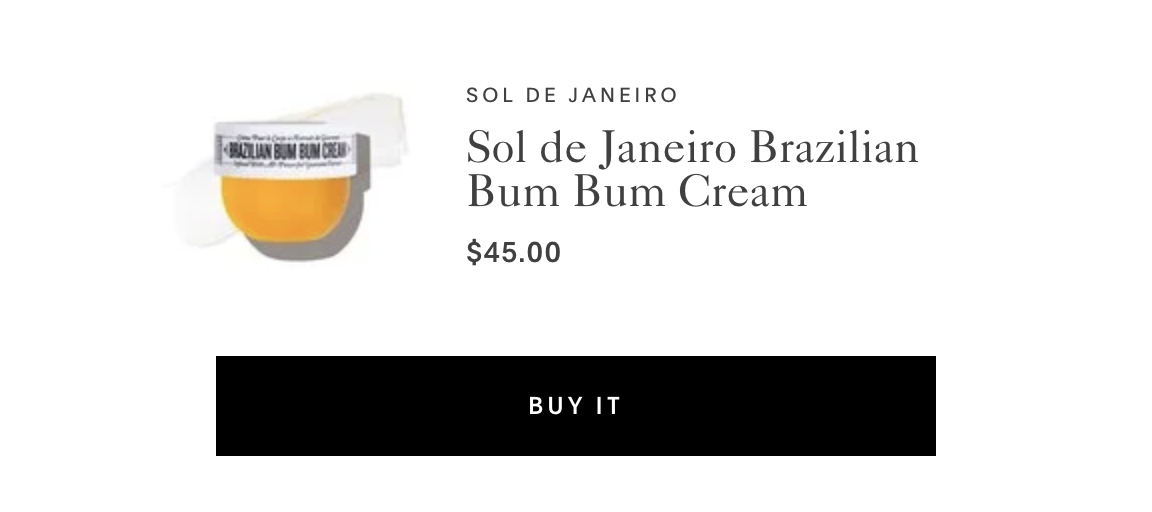 SOL DE JANEIRO
Sol de Janeiro Brazilian
Bum Bum Cream
$45.00
BRAZILIAN BUM BUM CREAM
BUY IT